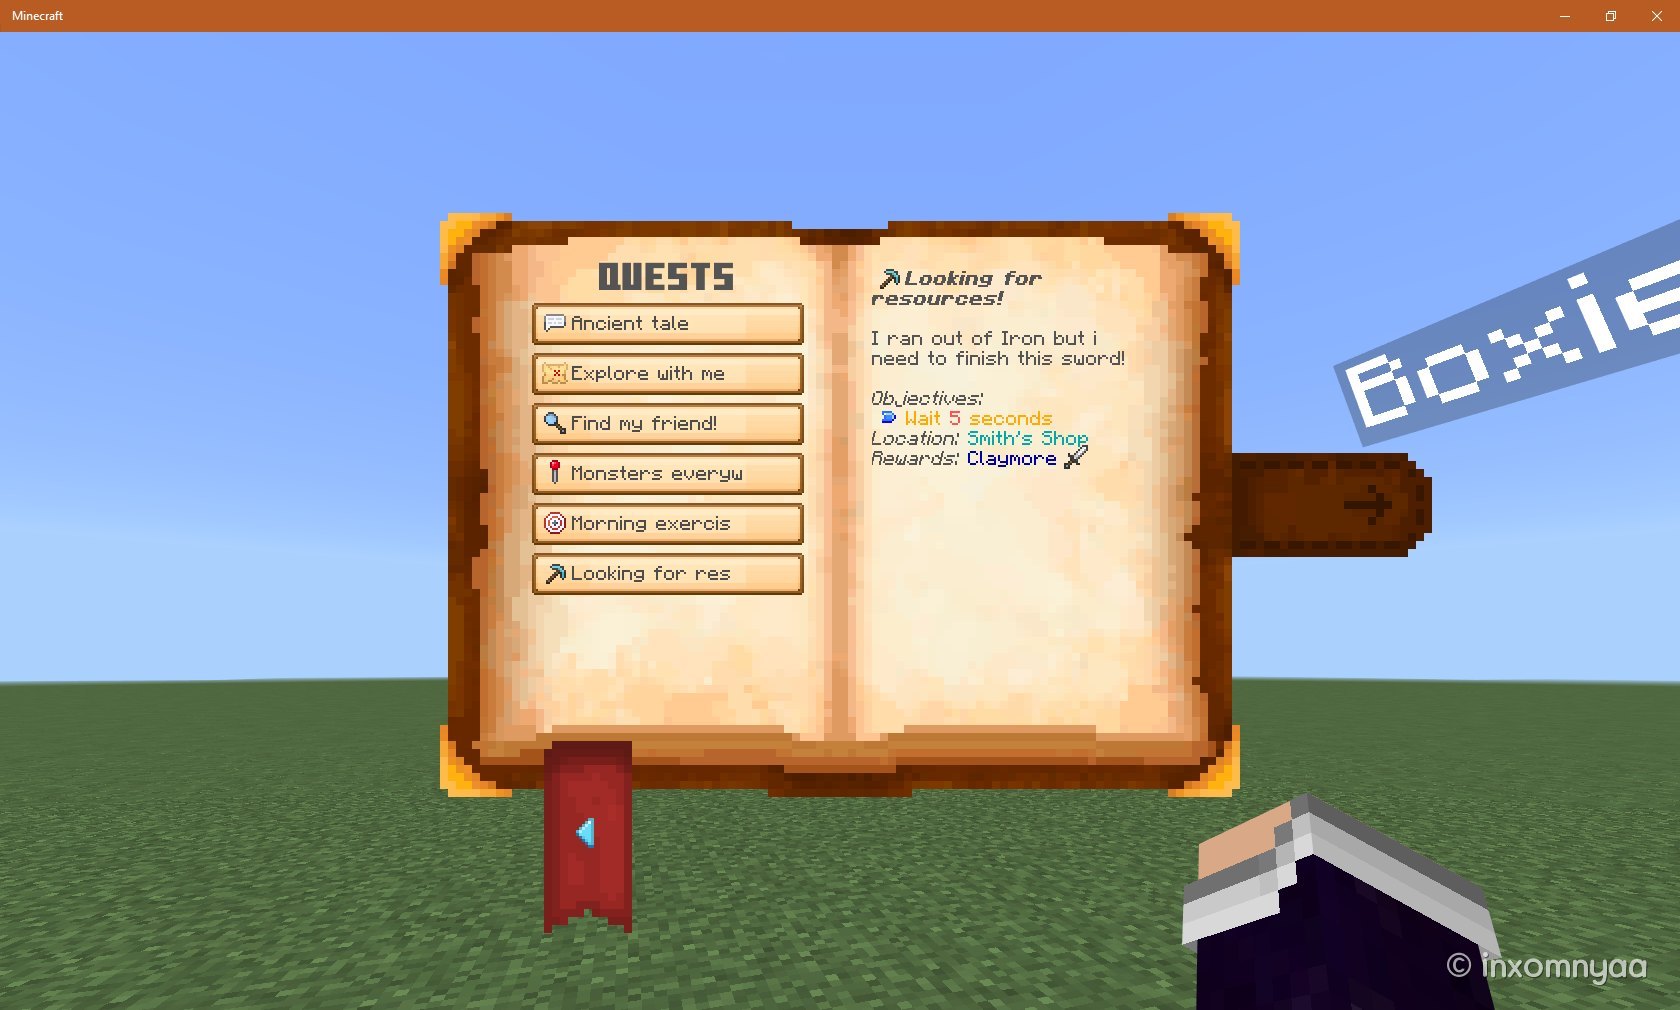 Minecraft
QUESTS
Ancient tale
Explore with me
Find my friend!
Monsters everyw
Morning exercis
Looking for res
Looking for
resources!
I ran out of Iron but i
need to finish this sword!
Objectives:
Wait 5 seconds
Location: Smith's Shop
Rewards: Claymore
Boxie
© inxomnyaa